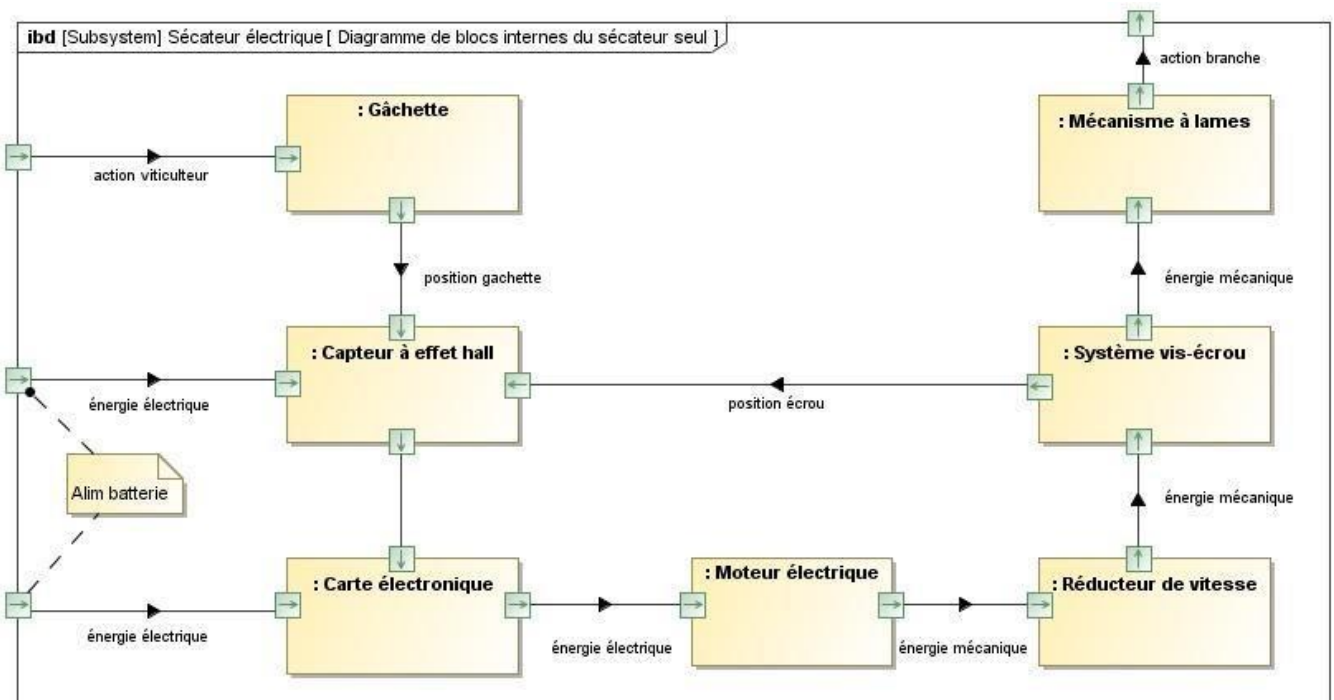 ibd [Subsystem] Sécateur électrique [ Diagramme de blocs internes du sécateur seul ]
action branche
: Gâchette
: Mécanisme à lames
action viticulteur
position gachette
énergie mécanique
: Capteur à effet hall
: Système vis-écrou
énergie électrique
position écrou
Alim batterie
énergie mécanique
: Carte électronique
: Moteur électrique
: Réducteur de vitesse
énergie électrique
énergie électrique
énergie mécanique